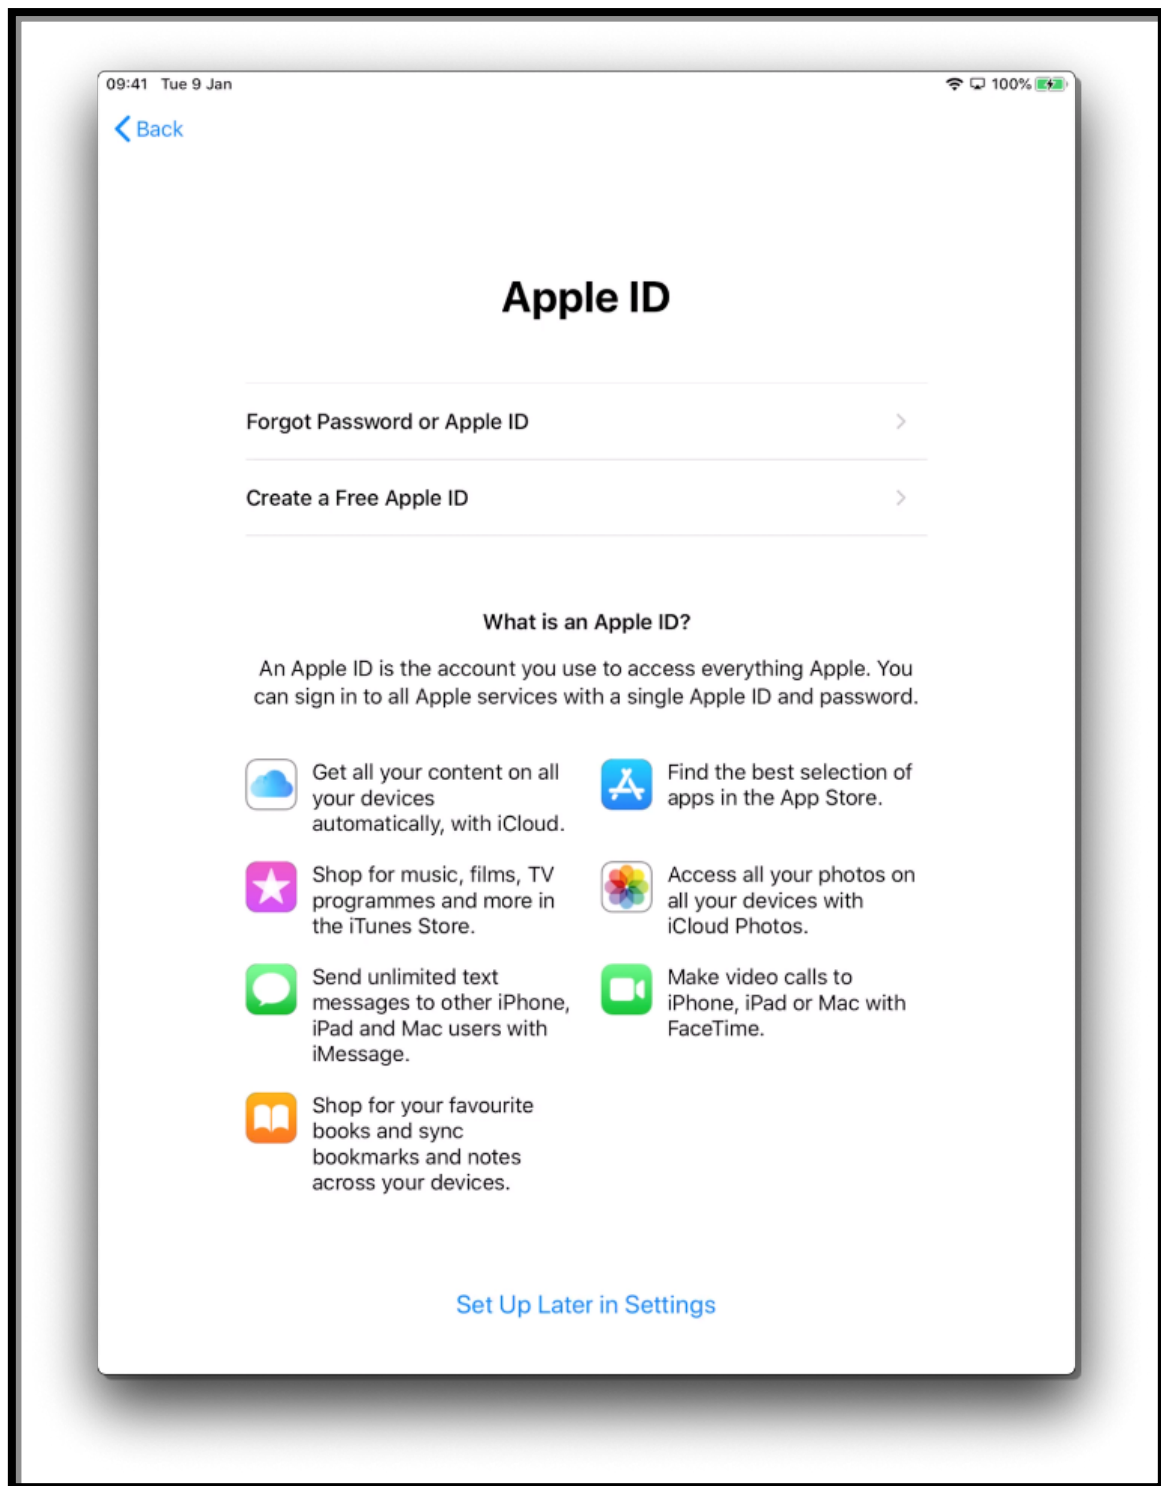 09:41 Tue 9 Jan
100%
Back
Apple ID
Forgot Password or Apple ID
Create a Free Apple ID
What is an Apple ID?
An Apple ID is the account you use to access everything Apple. You
can sign in to all Apple services with a single Apple ID and password.
Get all your content on all
your devices
automatically, with iCloud.
Find the best selection of
apps in the App Store.
Shop for music, films, TV
programmes and more in
the iTunes Store.
Access all your photos on
all your devices with
iCloud Photos.
Send unlimited text
messages to other iPhone,
iPad and Mac users with
iMessage.
Make video calls to
iPhone, iPad or Mac with
FaceTime.
Shop for your favourite
books and sync
bookmarks and notes
across your devices.
Set Up Later in Settings